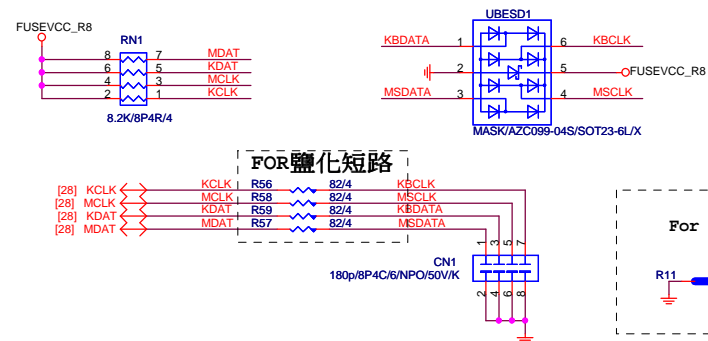 FUSEVCC_R8
RN1
8 7 MDAT
6 5 KDAT
4 3 MCLK
2 1 KCLK
8.2K/8P4R/4
UBESD1
KBDATA 1 6 KBCLK
2 5 FUSEVCC_R8
MSDATA 3 4 MSCLK
MASK/AZC099-04S/SOT23-6L/X
FOR鹽化短路
[28] KCLK KCLK R56 82/4 KBCLK
[28] MCLK MCLK R58 82/4 MSCLK
[28] KDAT KDAT R59 82/4 KBDATA
[28] MDAT MDAT R57 82/4 MSDATA
1 3 5 7
CN1
180p/8P4C/6/NPO/50V/K
2 4 6 8
For
R11